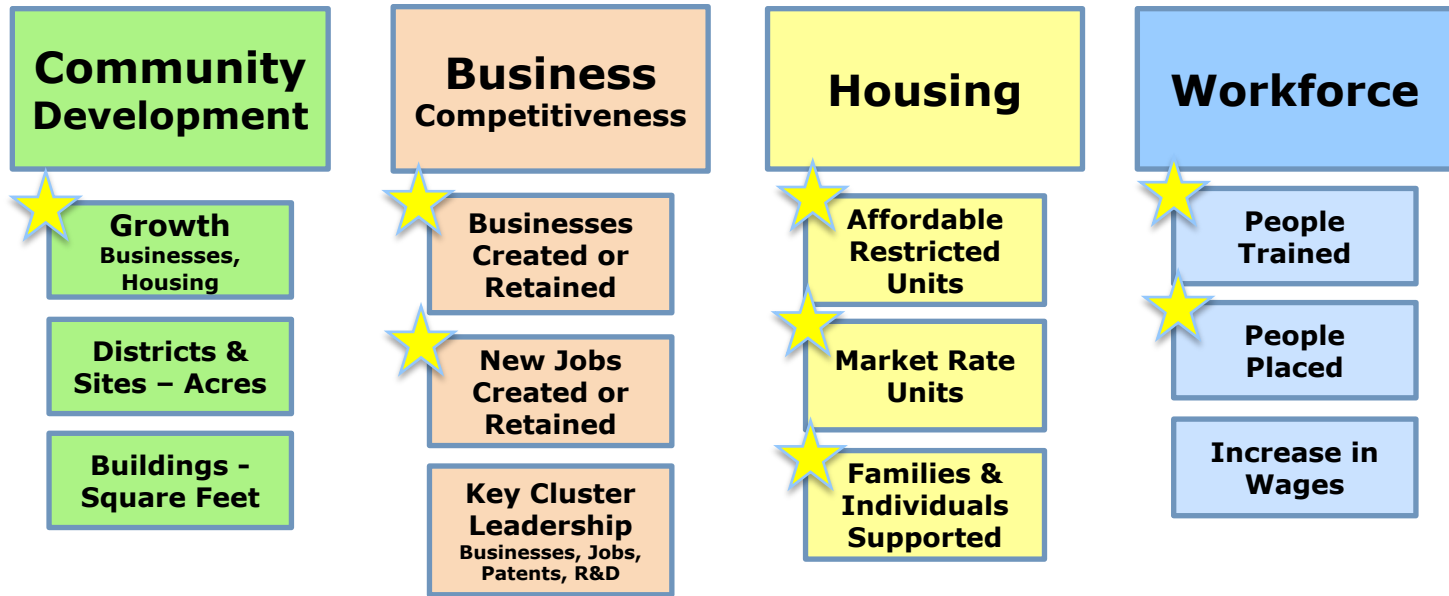 Community
Development
Growth
Businesses,
Housing
Districts &
Sites – Acres
Buildings -
Square Feet
Business
Competitiveness
Businesses
Created or
Retained
New Jobs
Created or
Retained
Key Cluster
Leadership
Businesses, Jobs,
Patents, R&D
Housing
Affordable
Restricted
Units
Market Rate
Units
Families &
Individuals
Supported
Workforce
People
Trained
People
Placed
Increase in
Wages